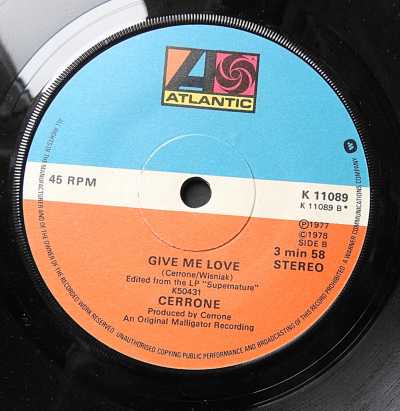 ATLANTIC
45 RPM
K 11089
K 11089 B*
Ⓟ1977
©1978
SIDE B
3 min 58
STEREO
GIVE ME LOVE
(Cerrone/Wisniak)
Edited from the LP "Supernature"
K50431
CERRONE
Produced by Cerrone
An Original Malligator Recording
ALL RIGHTS OF THE MANUFACTURER AND OF THE OWNER OF THE RECORDED WORK RESERVED. UNAUTHORISED COPYING PUBLIC PERFORMANCE AND BROADCASTING OF THIS RECORD PROHIBITED. A WARNER COMMUNICATIONS COMPANY.